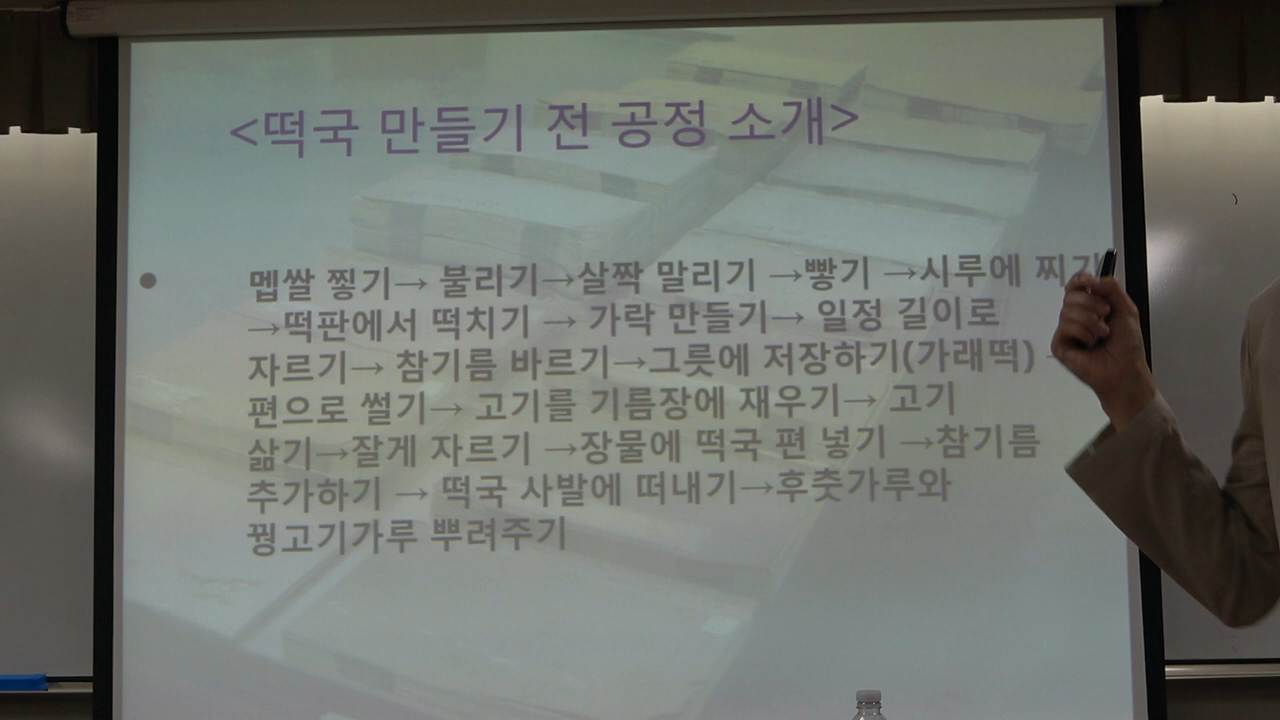 <떡국 만들기 전 공정 소개>
• 멥쌀 찧기→ 불리기→살짝 말리기 →빻기 →시루에 찌기
→떡판에서 떡치기 → 가락 만들기→ 일정 길이로
자르기→ 참기름 바르기→그릇에 저장하기(가래떡) →
편으로 썰기→ 고기를 기름장에 재우기→ 고기
삶기→잘게 자르기 →장물에 떡국 편 넣기 →참기름
추가하기 → 떡국 사발에 떠내기→후춧가루와
꿩고기가루 뿌려주기